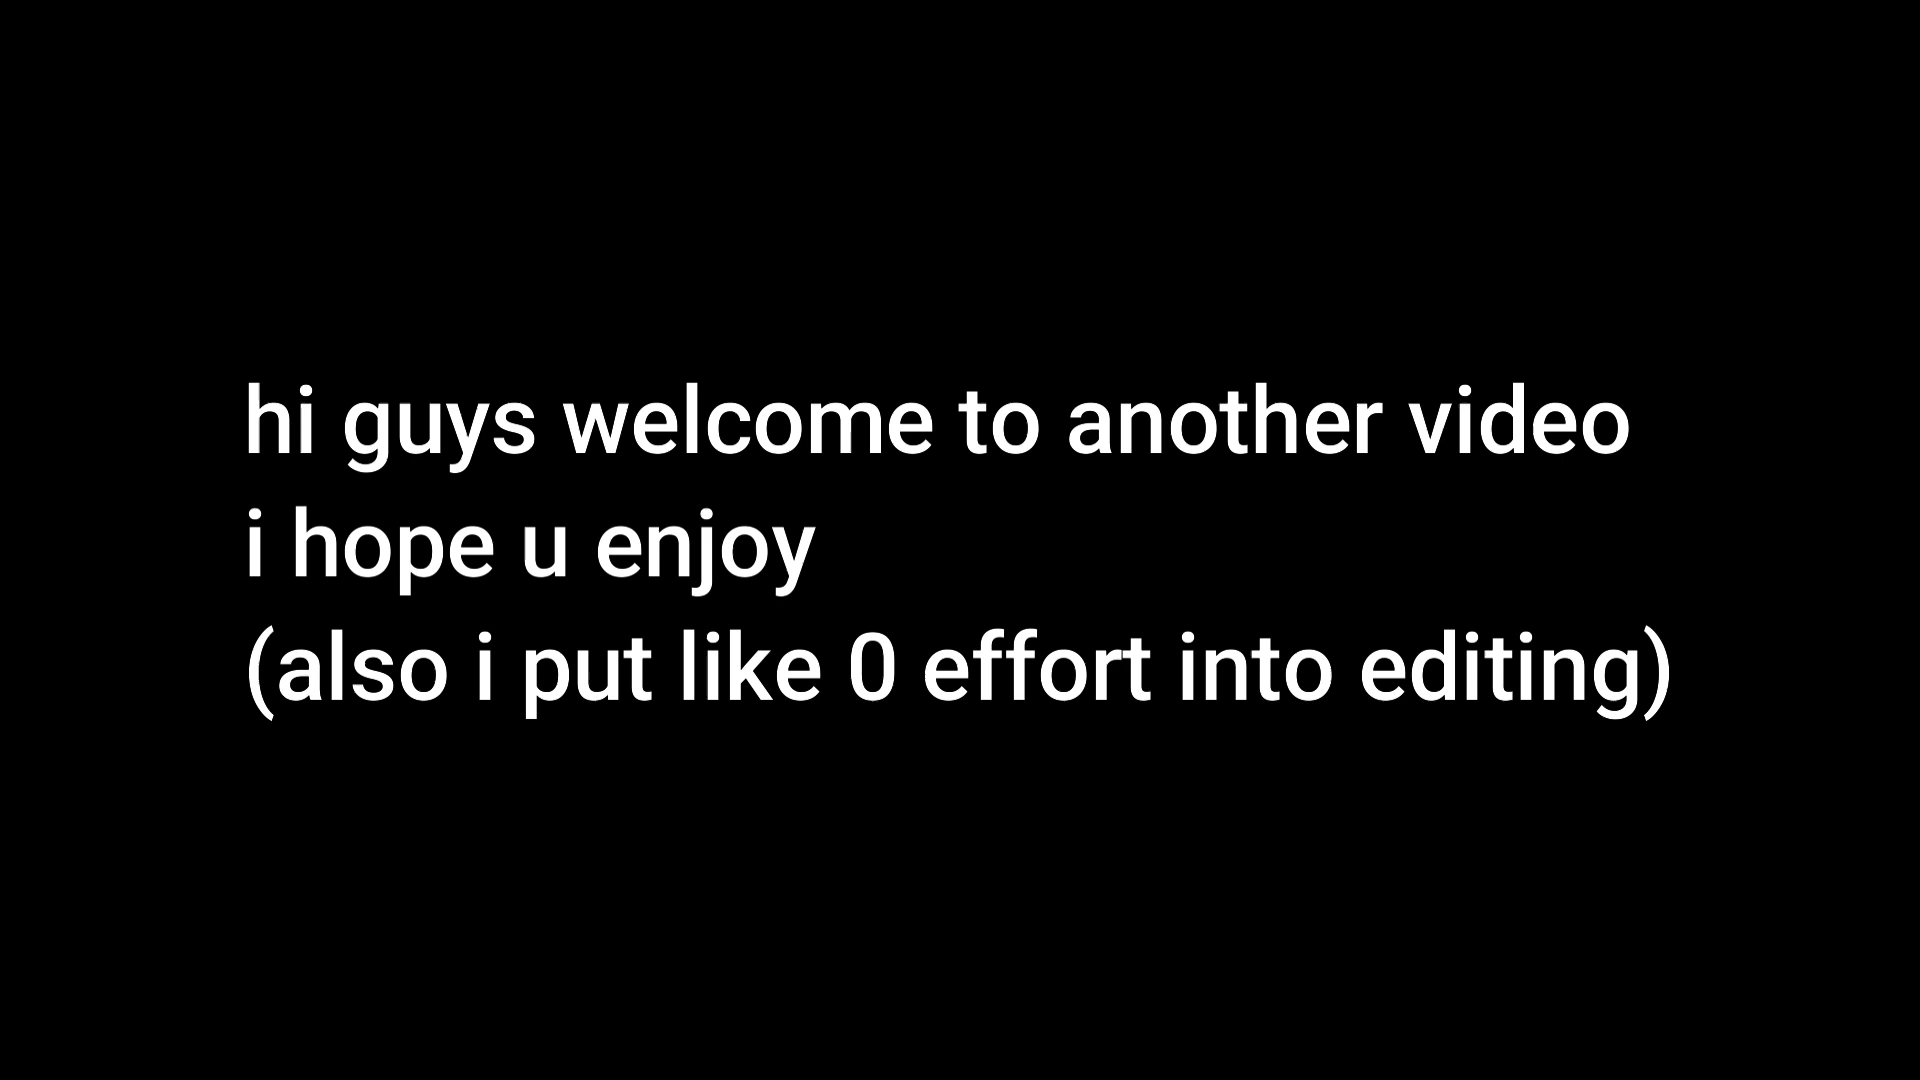 hi guys welcome to another video
i hope u enjoy
(also i put like 0 effort into editing)